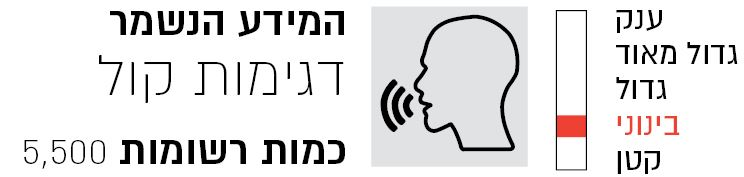 המידע הנשמר
דגימות קול
כמות רשומות 5,500
ענק
גדול מאוד
גדול
בינוני
קטן